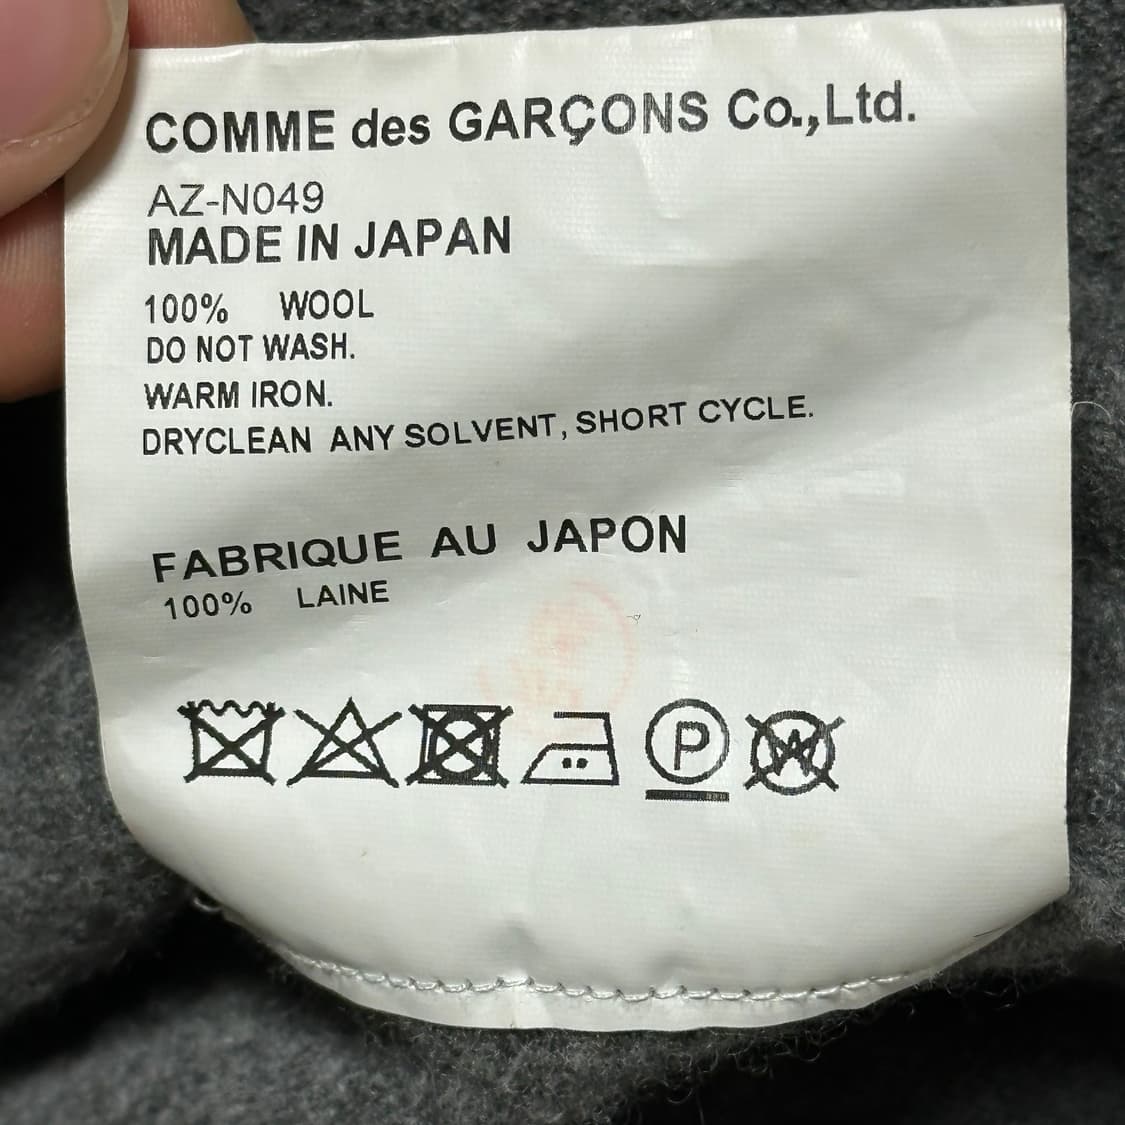 COMME des GARÇONS Co.,Ltd.
AZ-N049
MADE IN JAPAN
100% WOOL
DO NOT WASH.
WARM IRON.
DRYCLEAN ANY SOLVENT, SHORT CYCLE.
FABRIQUE AU JAPON
100% LAINE
P W